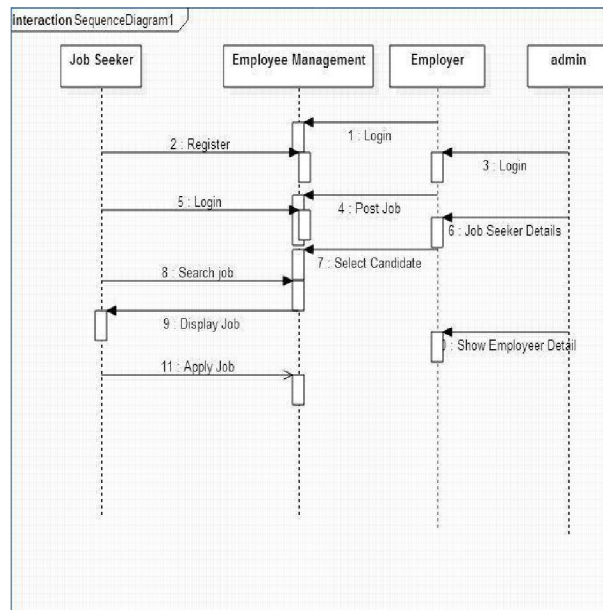 interaction SequenceDiagram1
Job Seeker
Employee Management
Employer
admin
1 : Login
2 : Register
3 : Login
4 : Post Job
5 : Login
6 : Job Seeker Details
7 : Select Candidate
8 : Search job
9 : Display Job
: Show Employeer Detail
11 : Apply Job